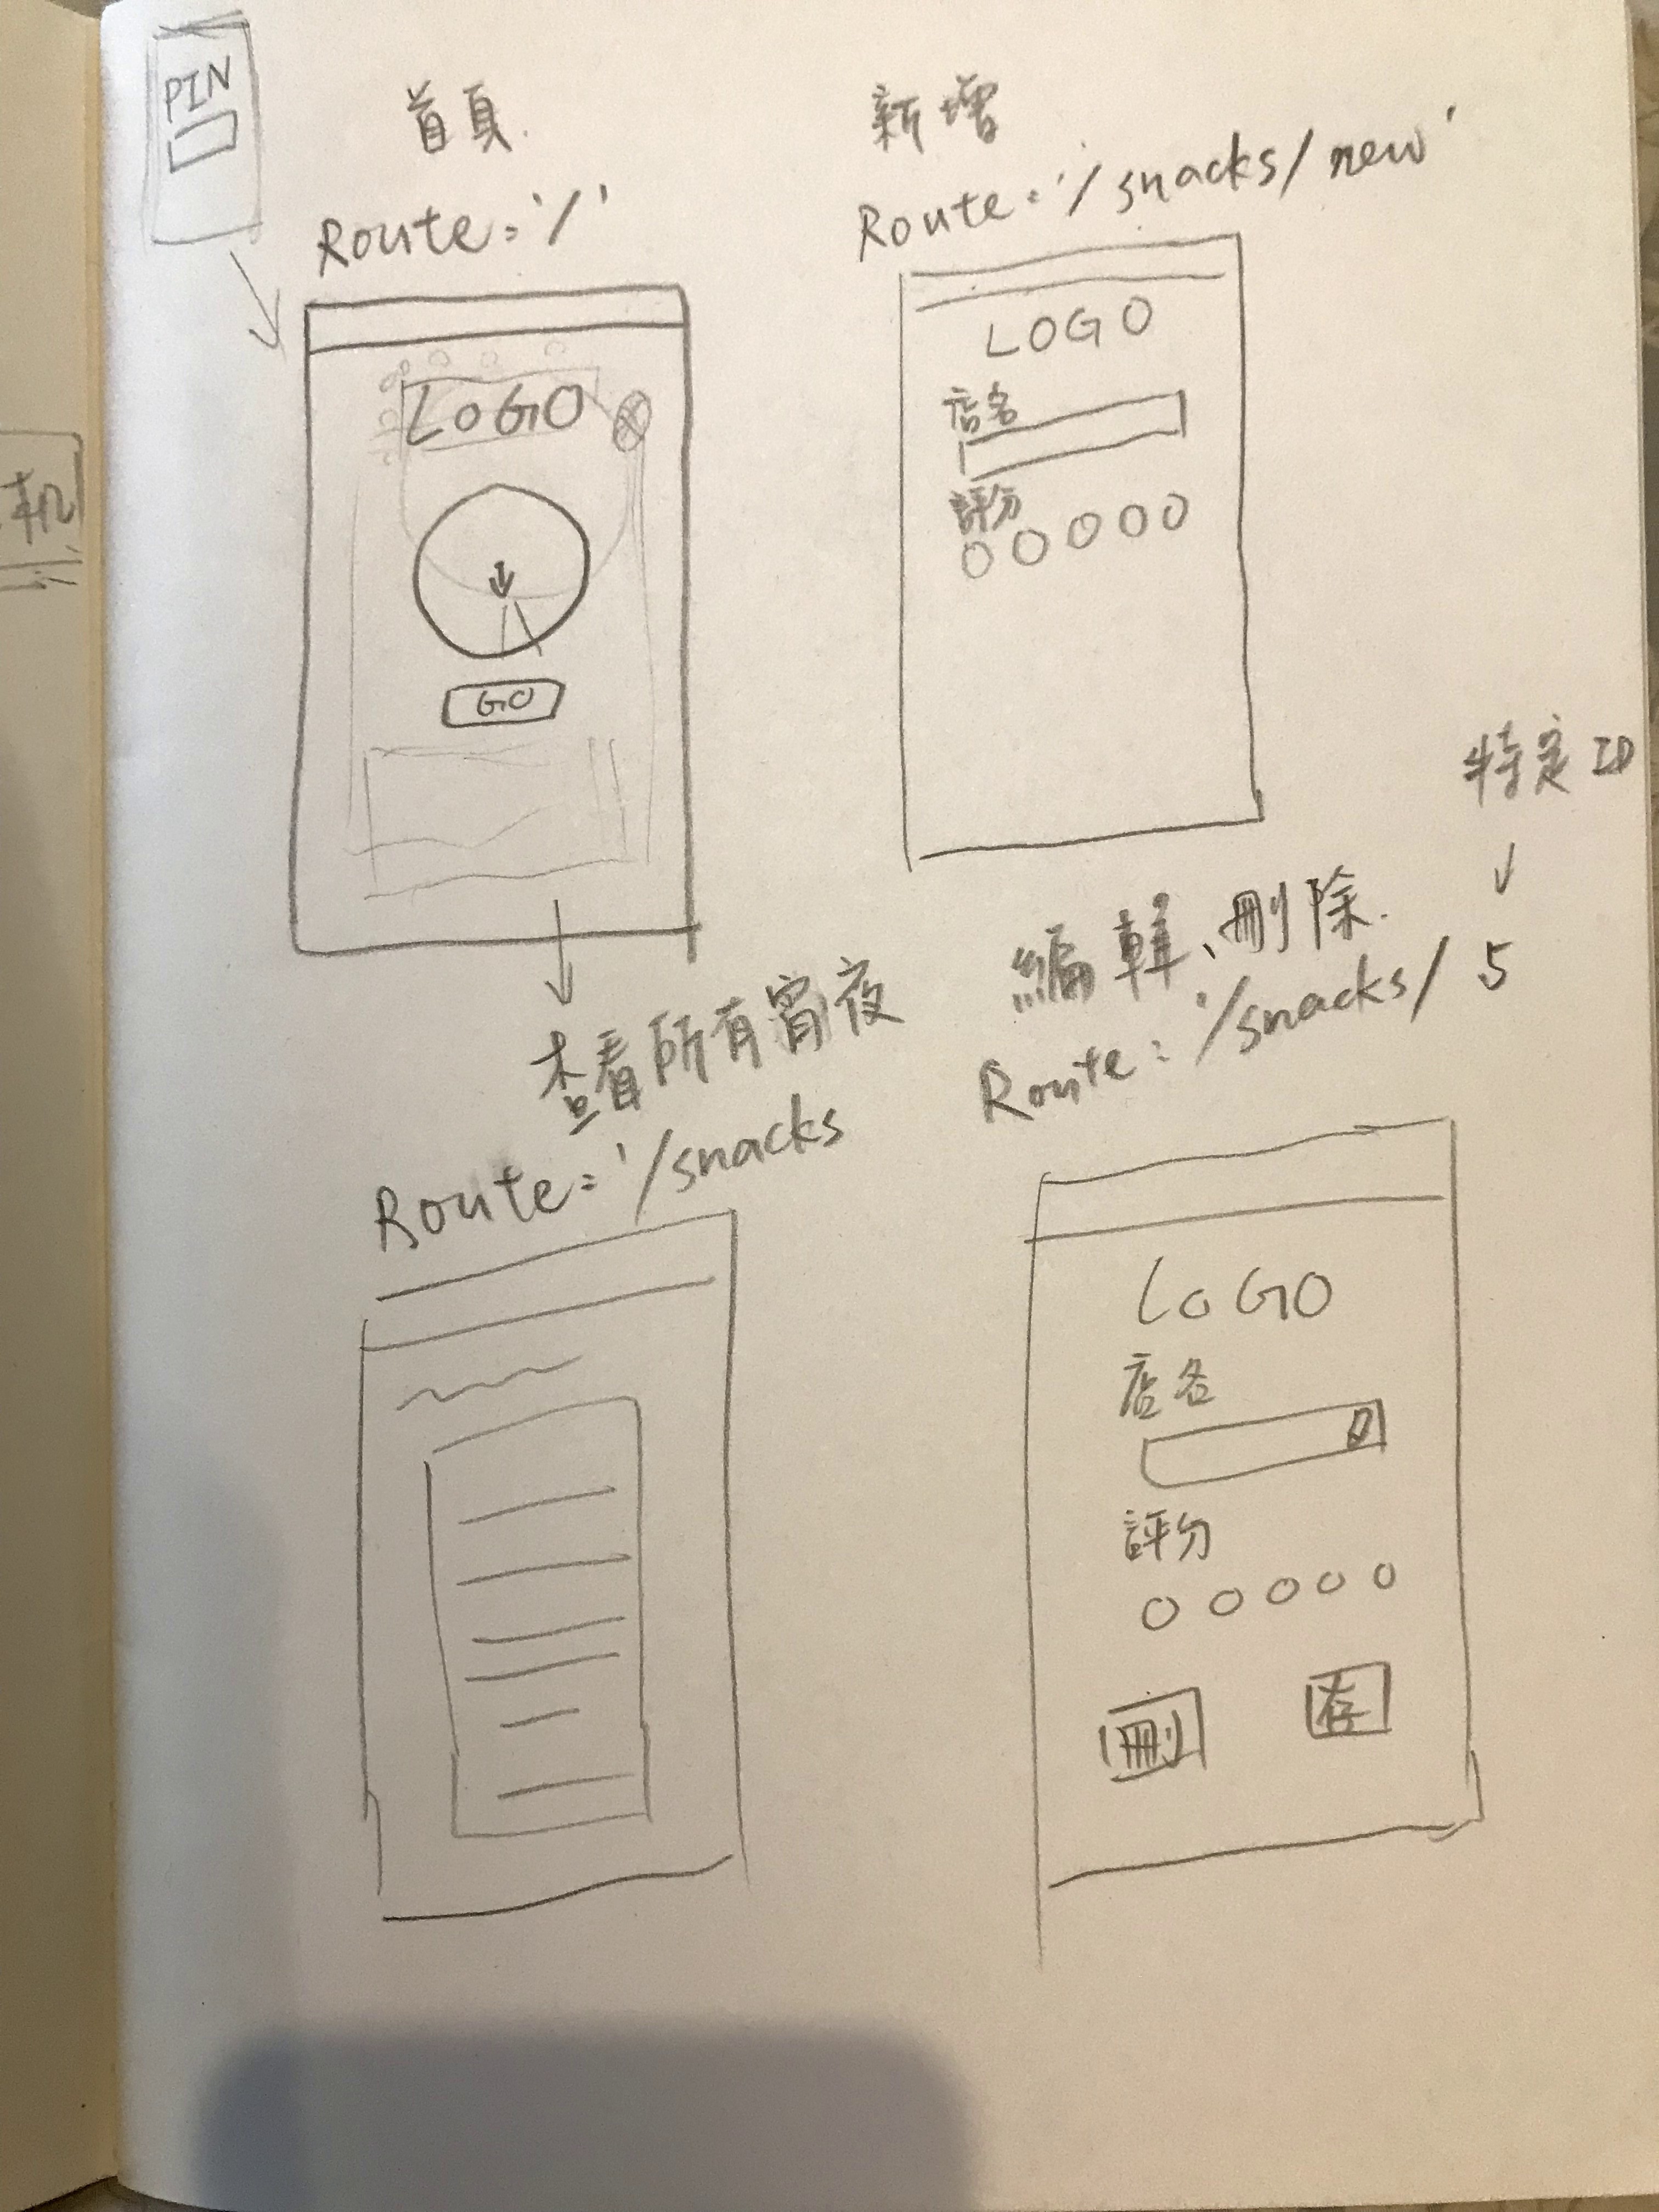 PIN
首頁.
Route='/'
LOGO
GO
新增
Route='/snacks/new'
LOGO
店名
評分
特定ID
查看所有宵夜
Route='/snacks
編輯、刪除.
Route='/snacks/5
LOGO
店名
評分
刪
存